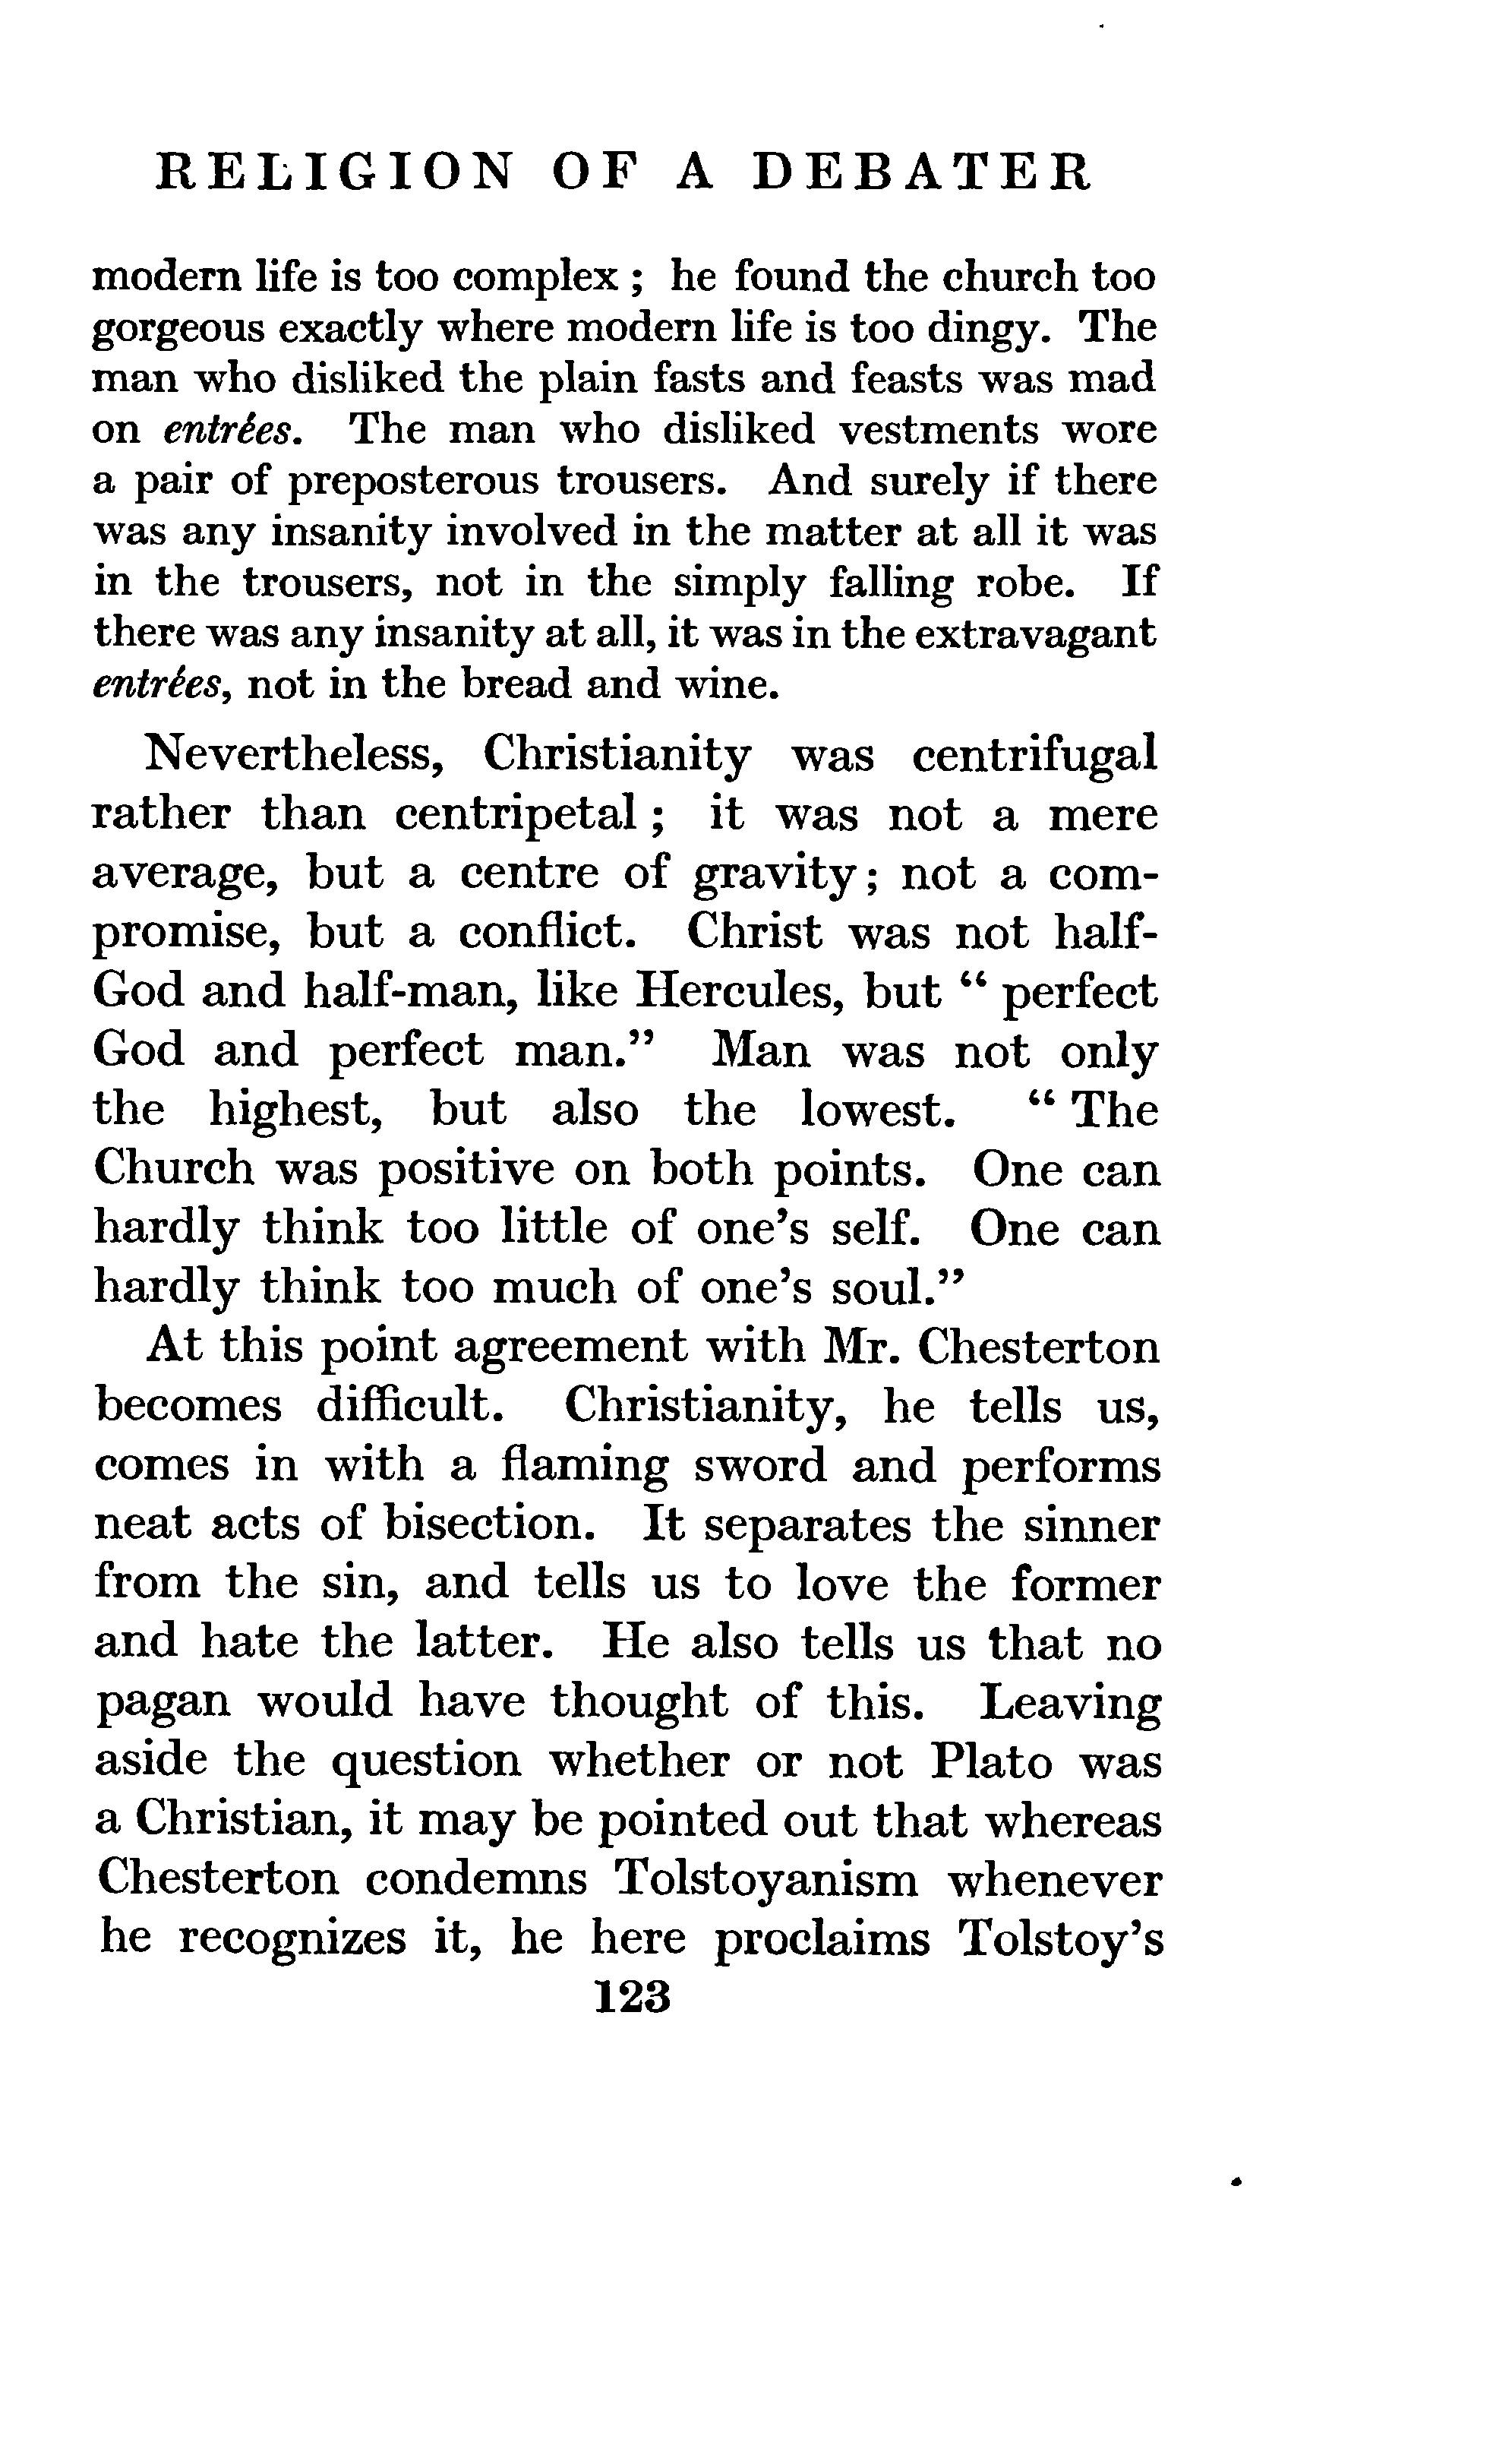 RELIGION OF A DEBATER
modern life is too complex ; he found the church too
gorgeous exactly where modern life is too dingy. The
man who disliked the plain fasts and feasts was mad
on entrées. The man who disliked vestments wore
a pair of preposterous trousers. And surely if there
was any insanity involved in the matter at all it was
in the trousers, not in the simply falling robe. If
there was any insanity at all, it was in the extravagant
entrées, not in the bread and wine.
Nevertheless, Christianity was centrifugal
rather than centripetal ; it was not a mere
average, but a centre of gravity ; not a com-
promise, but a conflict. Christ was not half-
God and half-man, like Hercules, but “ perfect
God and perfect man.” Man was not only
the highest, but also the lowest. “ The
Church was positive on both points. One can
hardly think too little of one’s self. One can
hardly think too much of one’s soul.”
At this point agreement with Mr. Chesterton
becomes difficult. Christianity, he tells us,
comes in with a flaming sword and performs
neat acts of bisection. It separates the sinner
from the sin, and tells us to love the former
and hate the latter. He also tells us that no
pagan would have thought of this. Leaving
aside the question whether or not Plato was
a Christian, it may be pointed out that whereas
Chesterton condemns Tolstoyanism whenever
he recognizes it, he here proclaims Tolstoy’s
123